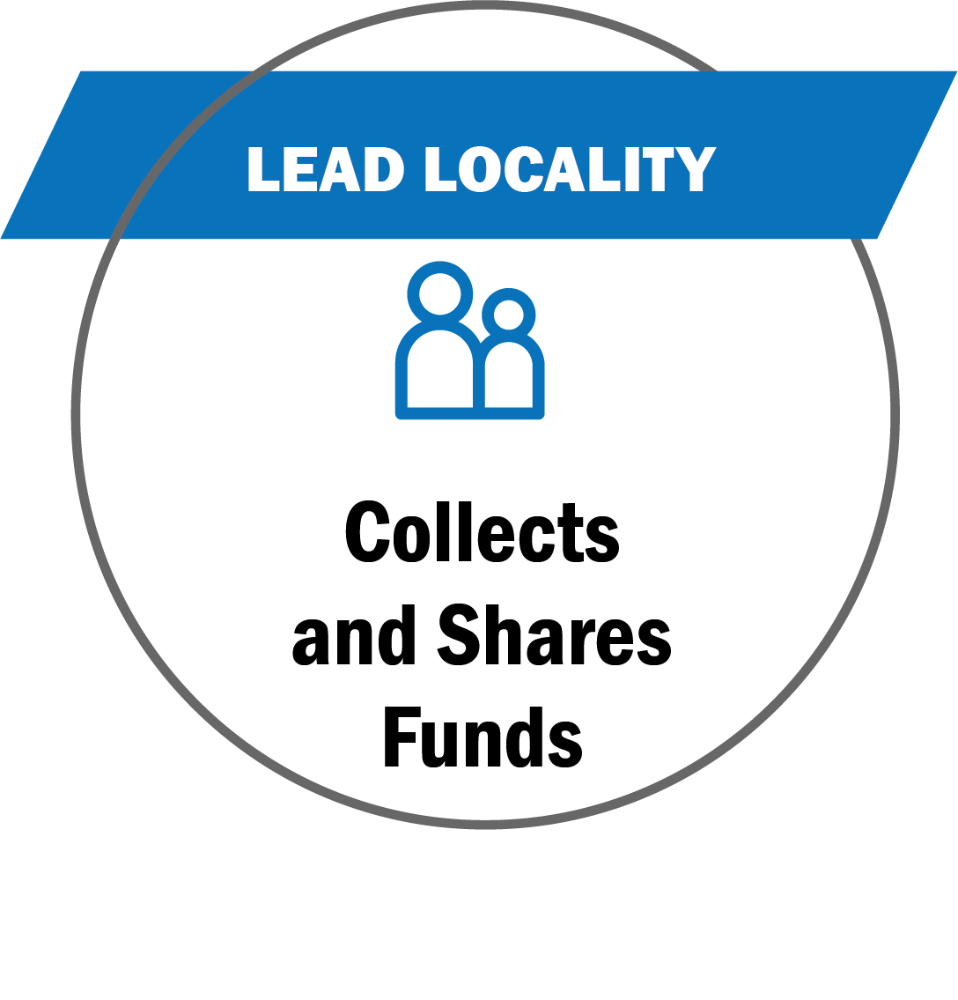 LEAD LOCALITY
Collects
and Shares
Funds